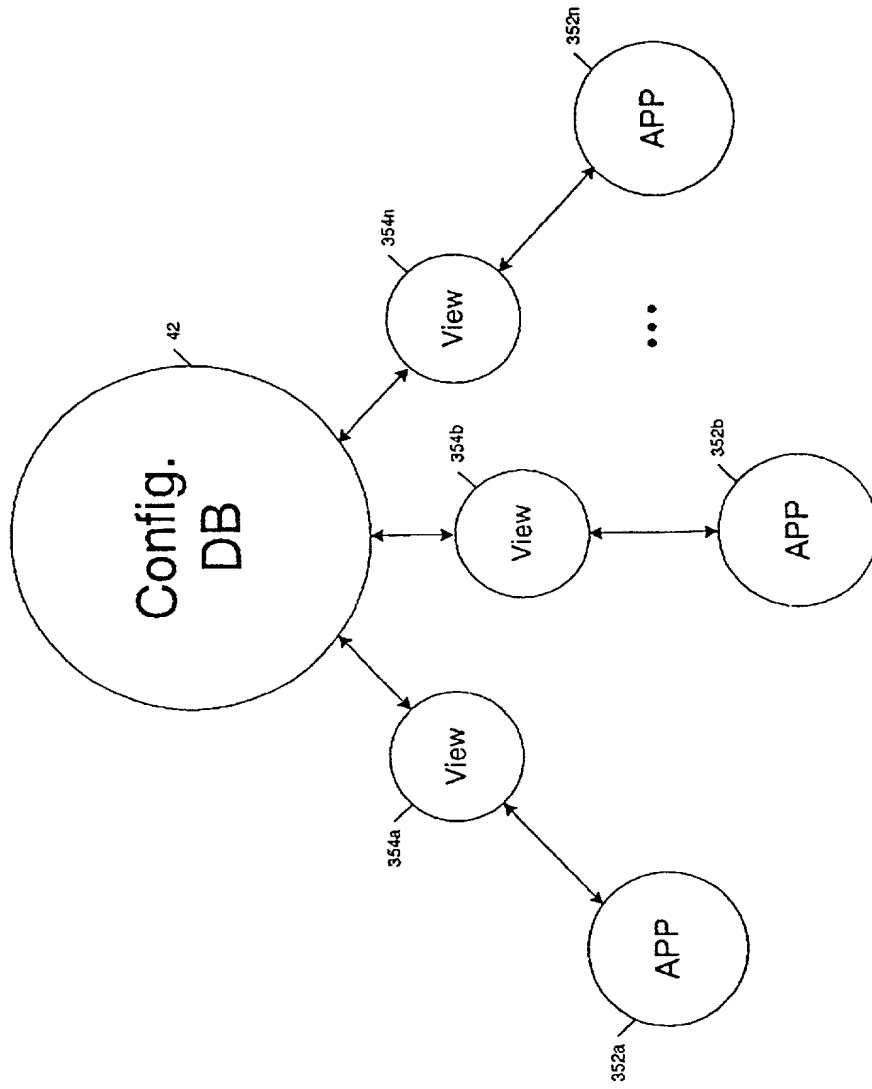 42
Config.
DB
354a
View
354b
View
354n
View
352a
APP
352b
APP
...
352n
APP